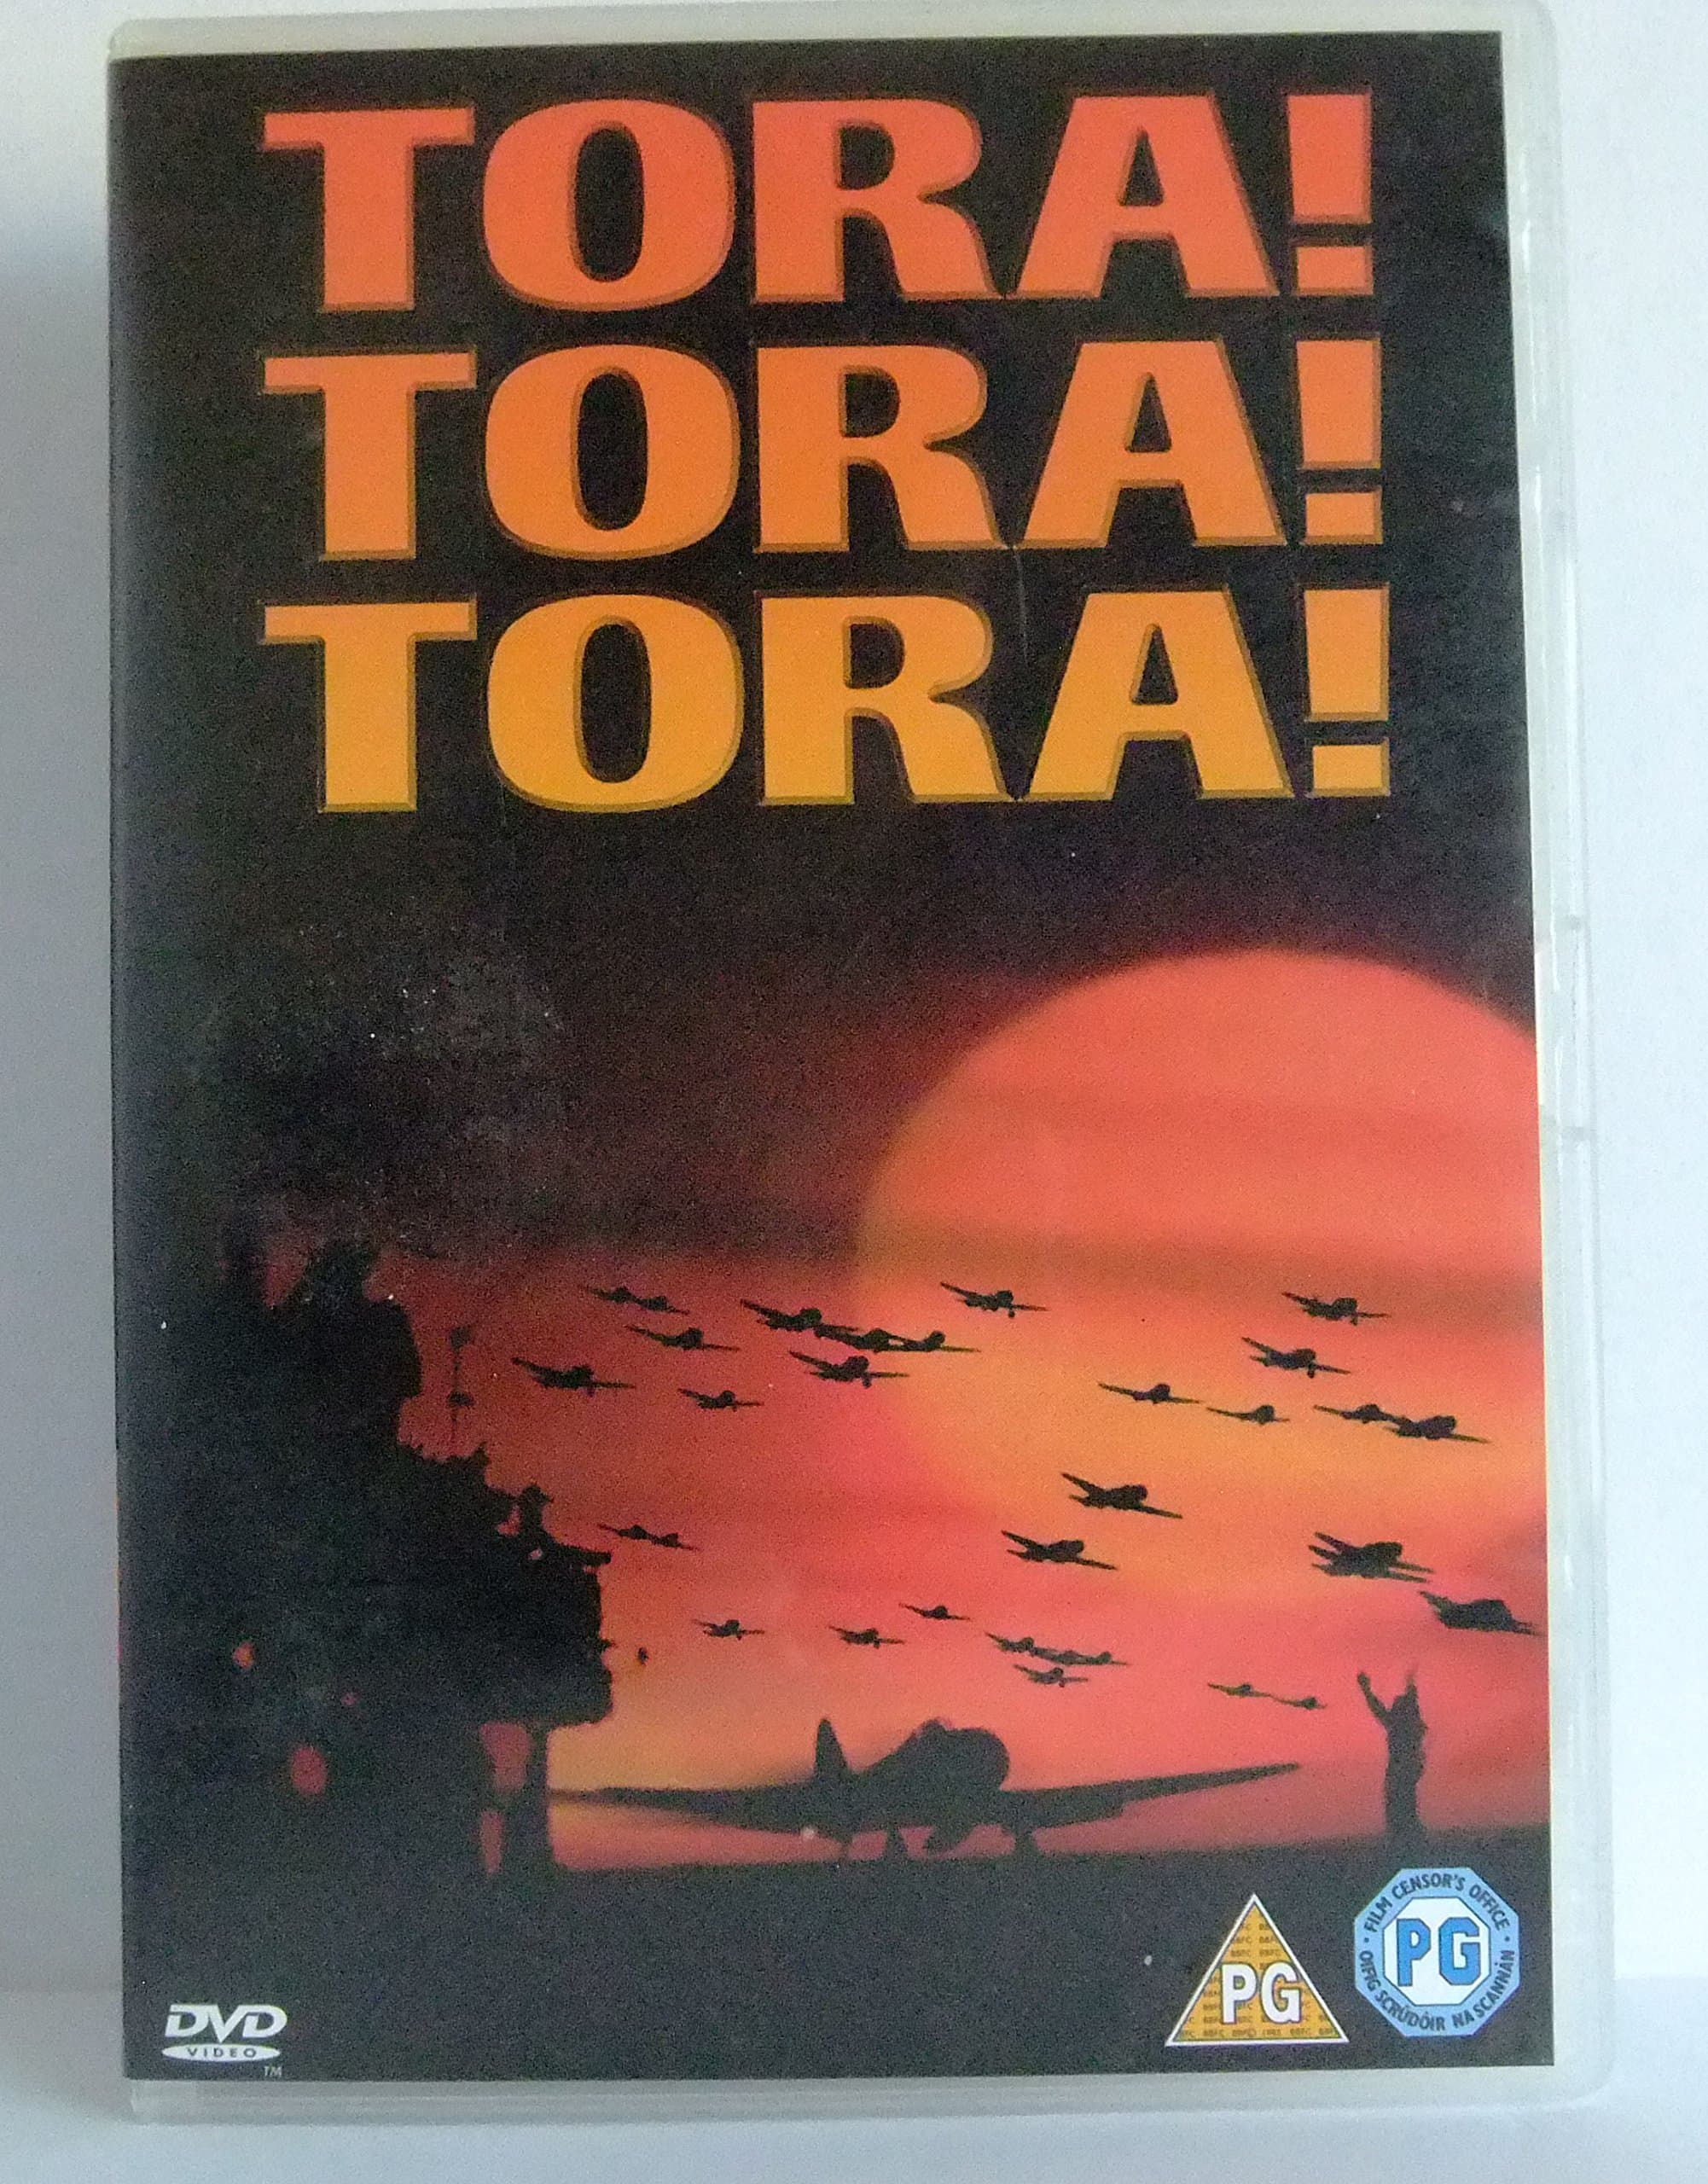 TORA!
TORA!
TORA!
DVD
VIDEO
TM
PG
· FILM CENSOR'S OFFICE ·
PG
OIFIG SCRÚDÓIR NA SCANNÁN